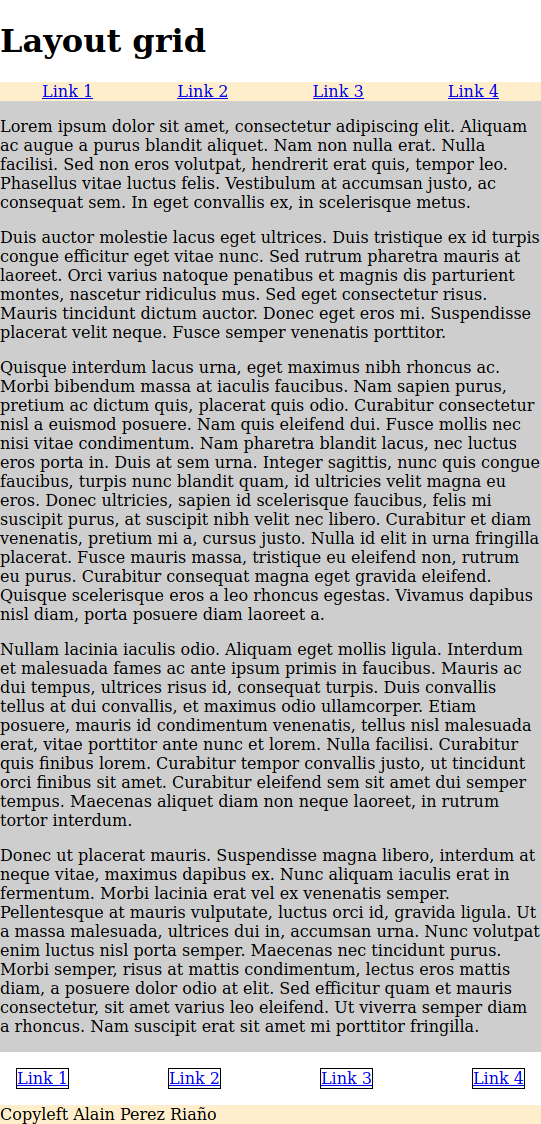 Layout grid
Link 1 Link 2 Link 3 Link 4
Lorem ipsum dolor sit amet, consectetur adipiscing elit. Aliquam
ac augue a purus blandit aliquet. Nam non nulla erat. Nulla
facilisi. Sed non eros volutpat, hendrerit erat quis, tempor leo.
Phasellus vitae luctus felis. Vestibulum at accumsan justo, ac
consequat sem. In eget convallis ex, in scelerisque metus.
Duis auctor molestie lacus eget ultrices. Duis tristique ex id turpis
congue efficitur eget vitae nunc. Sed rutrum pharetra mauris at
laoreet. Orci varius natoque penatibus et magnis dis parturient
montes, nascetur ridiculus mus. Sed eget consectetur risus.
Mauris tincidunt dictum auctor. Donec eget eros mi. Suspendisse
placerat velit neque. Fusce semper venenatis porttitor.
Quisque interdum lacus urna, eget maximus nibh rhoncus ac.
Morbi bibendum massa at iaculis faucibus. Nam sapien purus,
pretium ac dictum quis, placerat quis odio. Curabitur consectetur
nisl a euismod posuere. Nam quis eleifend dui. Fusce mollis nec
nisi vitae condimentum. Nam pharetra blandit lacus, nec luctus
eros porta in. Duis at sem urna. Integer sagittis, nunc quis congue
faucibus, turpis nunc blandit quam, id ultricies velit magna eu
eros. Donec ultricies, sapien id scelerisque faucibus, felis mi
suscipit purus, at suscipit nibh velit nec libero. Curabitur et diam
venenatis, pretium mi a, cursus justo. Nulla id elit in urna fringilla
placerat. Fusce mauris massa, tristique eu eleifend non, rutrum
eu purus. Curabitur consequat magna eget gravida eleifend.
Quisque scelerisque eros a leo rhoncus egestas. Vivamus dapibus
nisl diam, porta posuere diam laoreet a.
Nullam lacinia iaculis odio. Aliquam eget mollis ligula. Interdum
et malesuada fames ac ante ipsum primis in faucibus. Mauris ac
dui tempus, ultrices risus id, consequat turpis. Duis convallis
tellus at dui convallis, et maximus odio ullamcorper. Etiam
posuere, mauris id condimentum venenatis, tellus nisl malesuada
erat, vitae porttitor ante nunc et lorem. Nulla facilisi. Curabitur
quis finibus lorem. Curabitur tempor convallis justo, ut tincidunt
orci finibus sit amet. Curabitur eleifend sem sit amet dui semper
tempus. Maecenas aliquet diam non neque laoreet, in rutrum
tortor interdum.
Donec ut placerat mauris. Suspendisse magna libero, interdum at
neque vitae, maximus dapibus ex. Nunc aliquam iaculis erat in
fermentum. Morbi lacinia erat vel ex venenatis semper.
Pellentesque at mauris vulputate, luctus orci id, gravida ligula. Ut
a massa malesuada, ultrices dui in, accumsan urna. Nunc volutpat
enim luctus nisl porta semper. Maecenas nec tincidunt purus.
Morbi semper, risus at mattis condimentum, lectus eros mattis
diam, a posuere dolor odio at elit. Sed efficitur quam et mauris
consectetur, sit amet varius leo eleifend. Ut viverra semper diam
a rhoncus. Nam suscipit erat sit amet mi porttitor fringilla.
Link 1 Link 2 Link 3 Link 4
Copyleft Alain Perez Riaño